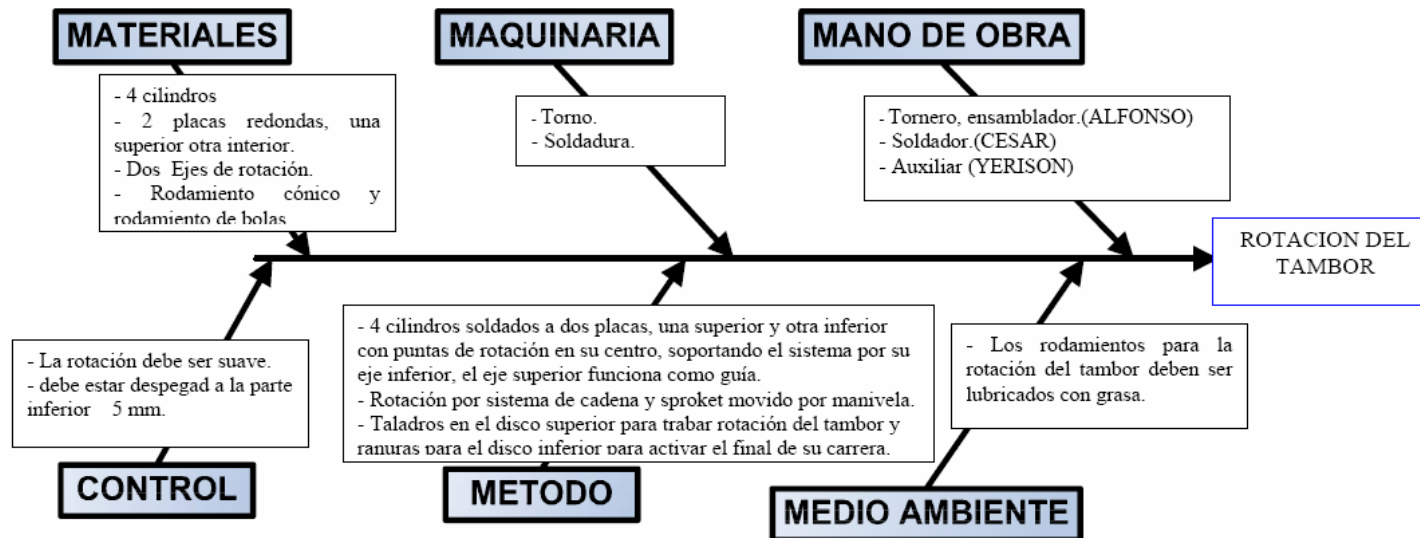 MATERIALES
MAQUINARIA
MANO DE OBRA
- 4 cilindros
- 2 placas redondas, una
superior otra interior.
- Dos Ejes de rotación.
- Rodamiento cónico y
rodamiento de bolas
- Torno.
- Soldadura.
- Tornero, ensamblador.(ALFONSO)
- Soldador.(CESAR)
- Auxiliar (YERISON)
ROTACION DEL
TAMBOR
- La rotación debe ser suave.
- debe estar despegad a la parte
inferior 5 mm.
- 4 cilindros soldados a dos placas, una superior y otra inferior
con puntas de rotación en su centro, soportando el sistema por su
eje inferior, el eje superior funciona como guía.
- Rotación por sistema de cadena y sproket movido por manivela.
- Taladros en el disco superior para trabar rotación del tambor y
ranuras para el disco inferior para activar el final de su carrera.
- Los rodamientos para la
rotación del tambor deben ser
lubricados con grasa.
CONTROL
METODO
MEDIO AMBIENTE